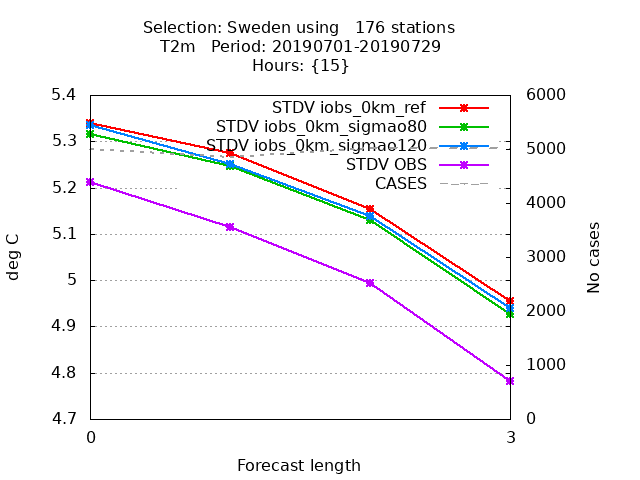 Selection: Sweden using   176 stations
T2m   Period: 20190701-20190729
Hours: {15}
5.4
5.3
5.2
5.1
5
4.9
4.8
4.7
deg C
STDV iobs_0km_ref
STDV iobs_0km_sigmao80
STDV iobs_0km_sigmao120
STDV OBS
CASES
6000
5000
4000
3000
2000
1000
0
No cases
0
3
Forecast length